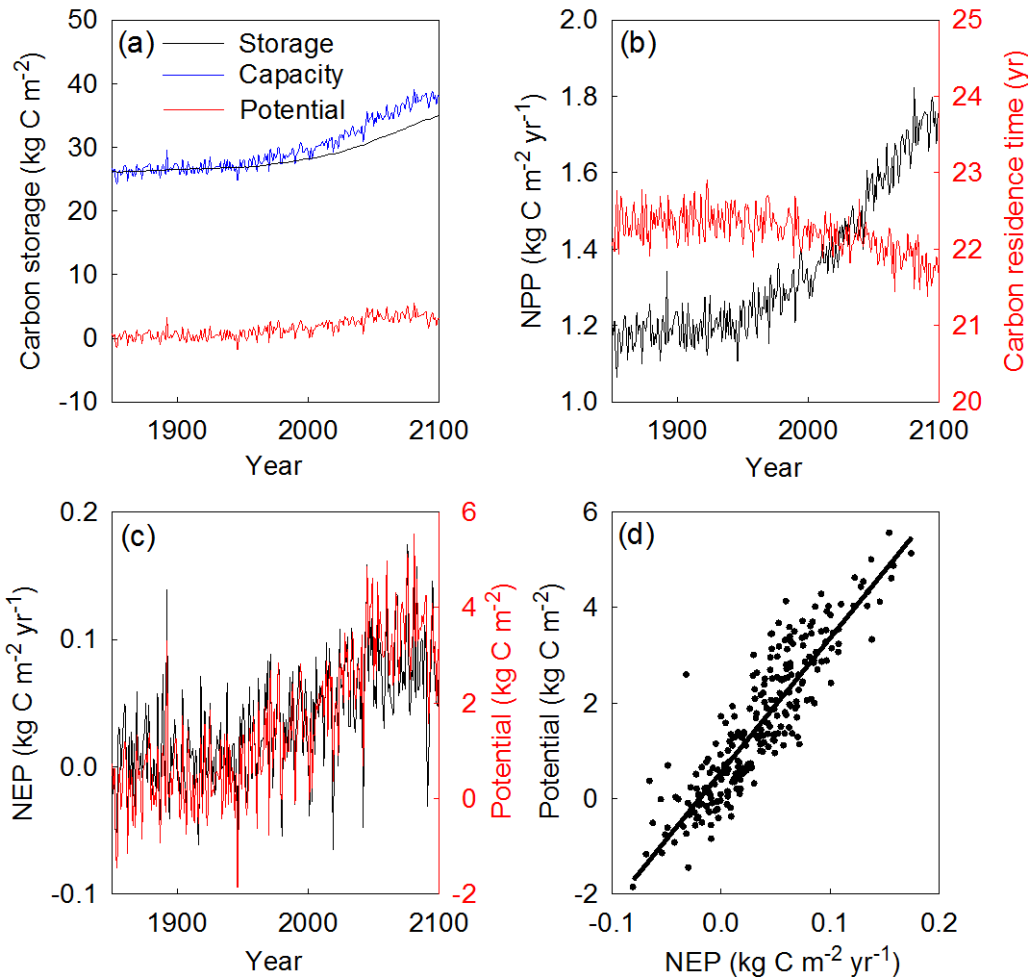 (a)
Storage
Capacity
Potential
50
40
30
20
10
0
-10
Carbon storage (kg C m-2)
1900
2000
2100
Year
(b)
2.0
1.8
1.6
1.4
1.2
1.0
NPP (kg C m-2 yr-1)
25
24
23
22
21
20
Carbon residence time (yr)
1900
2000
2100
Year
(c)
0.2
0.1
0.0
-0.1
NEP (kg C m-2 yr-1)
6
4
2
0
-2
Potential (kg C m-2)
1900
2000
2100
Year
(d)
6
4
2
0
-2
Potential (kg C m-2)
-0.1
0.0
0.1
0.2
NEP (kg C m-2 yr-1)